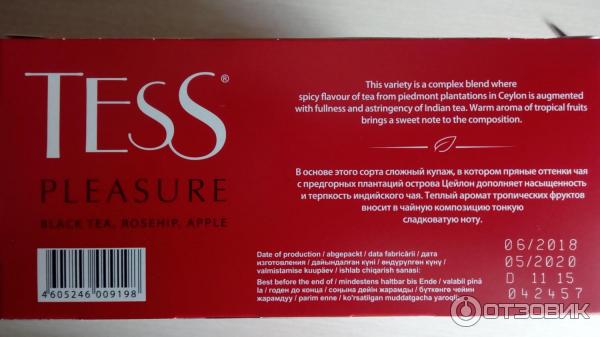 TESS®
PLEASURE
BLACK TEA, ROSEHIP, APPLE
4605246 009198
This variety is a complex blend where
spicy flavour of tea from piedmont plantations in Ceylon is augmented
with fullness and astringency of Indian tea. Warm aroma of tropical fruits
brings a sweet note to the composition.
В основе этого сорта сложный купаж, в котором пряные оттенки чая
с предгорных плантаций острова Цейлон дополняет насыщенность
и терпкость индийского чая. Теплый аромат тропических фруктов
вносит в чайную композицию тонкую
сладковатую ноту.
Date of production / abgepackt / data fabricării / дата
изготовления / дайындалған күні / өндүрүлгөн күнү /
valmistamise kuupäev / ishlab chiqarish sanasi:
Best before the end of / mindestens haltbar bis Ende / valabil până
la / годен до конца / соңына дейін жарамды / бүткөнгө чейин
жарамдуу / parim enne / ko'rsatilgan muddatgacha yaroqli:
06/2018
05/2020
D 11 15
042457
ОТЗОВИК